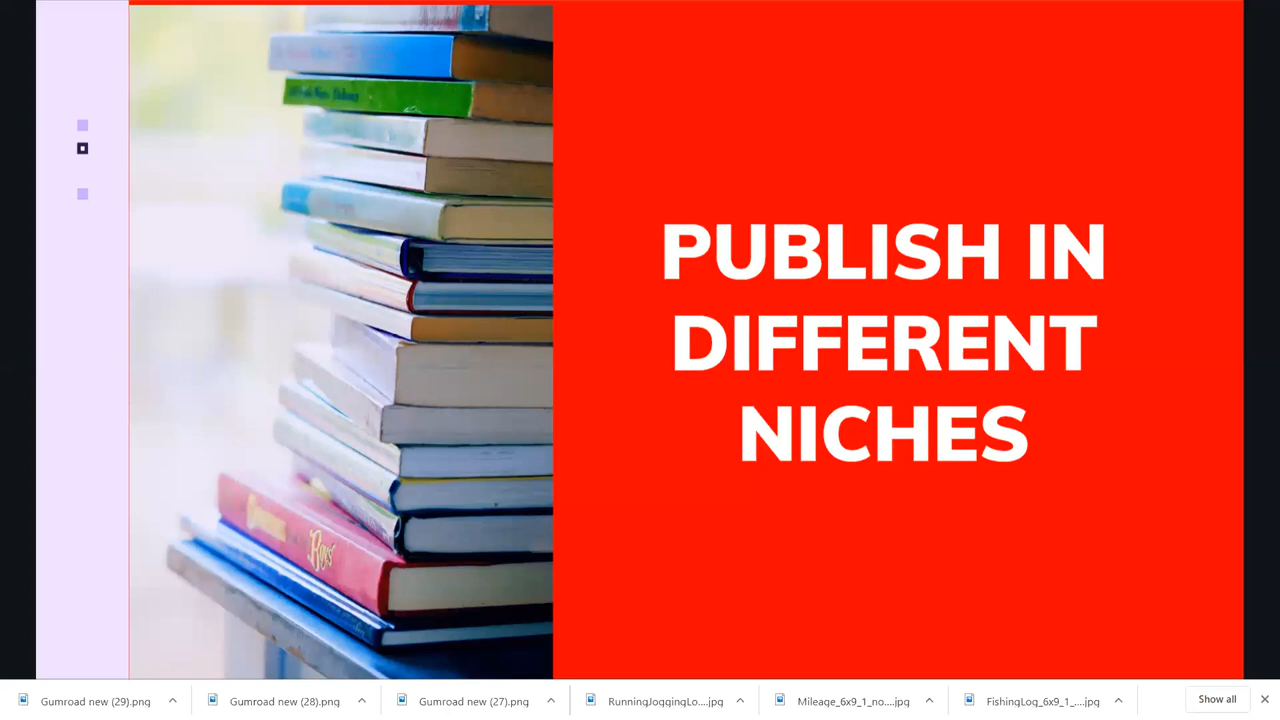 PUBLISH IN
DIFFERENT
NICHES
Boys
Gumroad new (29).png
Gumroad new (28).png
Gumroad new (27).png
RunningJoggingLo....jpg
Mileage_6x9_1_no....jpg
FishingLog_6x9_1_....jpg
Show all